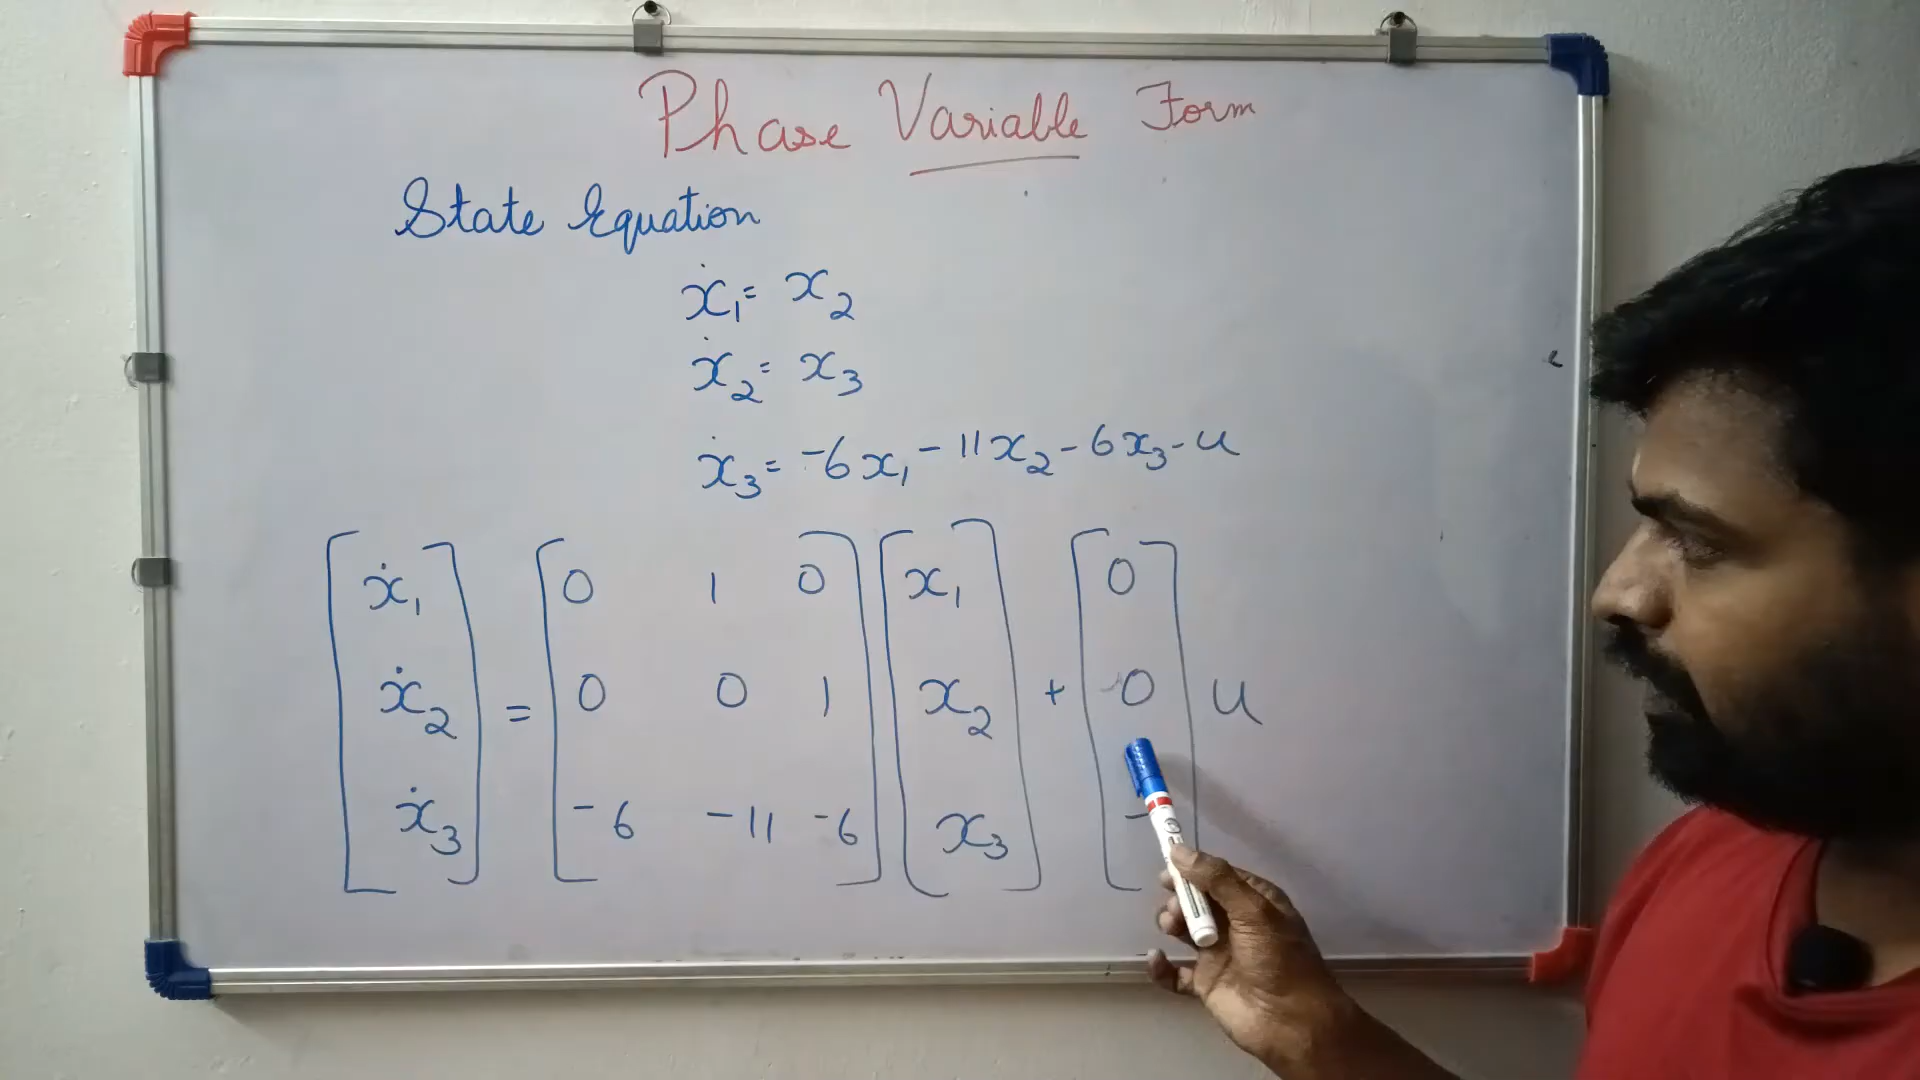 Phase Variable Form
State Equation
ẋ₁ = x₂
ẋ₂ = x₃
ẋ₃ = -6x₁ - 11x₂ - 6x₃ - u
[ẋ₁] [0 1 0] [x₁] [0]
[ẋ₂] = [0 0 1] [x₂] + [0] u
[ẋ₃] [-6 -11 -6] [x₃] [-